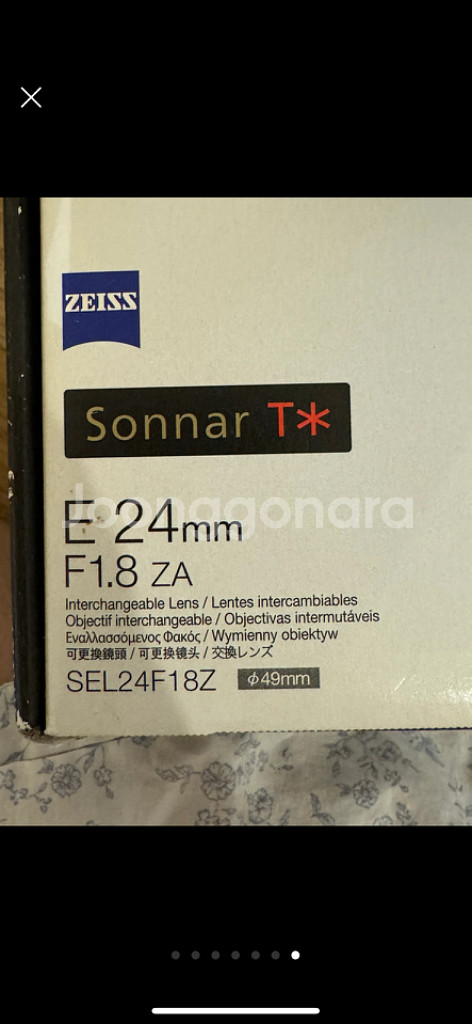 ZEISS
Sonnar T*
Joonagonara
E 24mm
F1.8 ZA
Interchangeable Lens / Lentes intercambiables
Objectif interchangeable / Objectivas intermutáveis
Εναλλασσόμενος Φακός / Wymienny obiektyw
可更換鏡頭 / 可更换镜头 / 交換レンズ
SEL24F18Z ϕ49mm